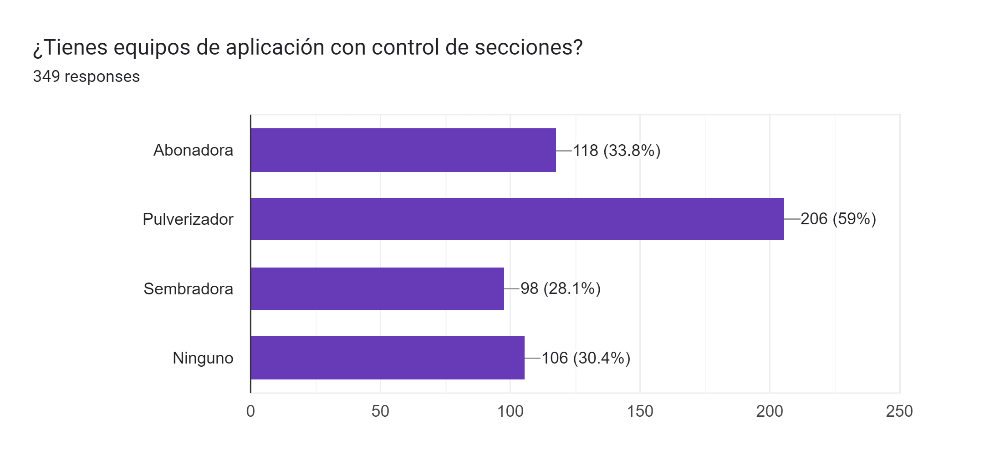 ¿Tienes equipos de aplicación con control de secciones?
349 responses
Abonadora
118 (33.8%)
Pulverizador
206 (59%)
Sembradora
98 (28.1%)
Ninguno
106 (30.4%)
0 50 100 150 200 250